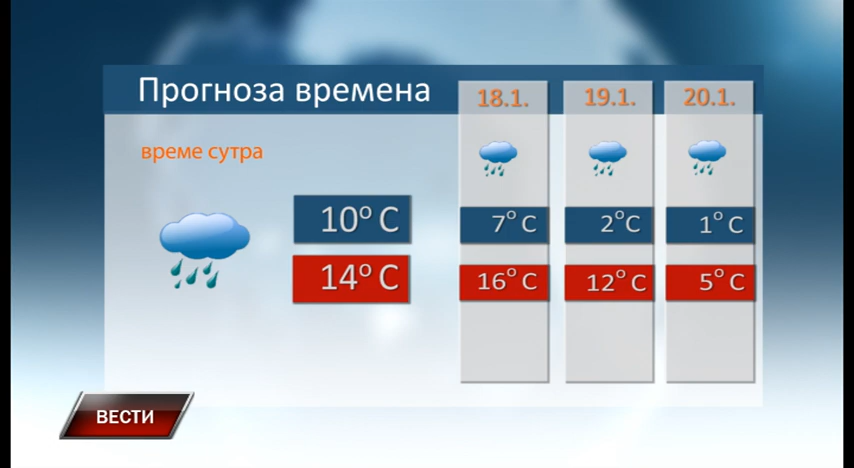 Прогноза времена
време сутра
10° C
14° C
18.1.
7° C
16° C
19.1.
2°C
12° C
20.1.
1° C
5° C
ВЕСТИ